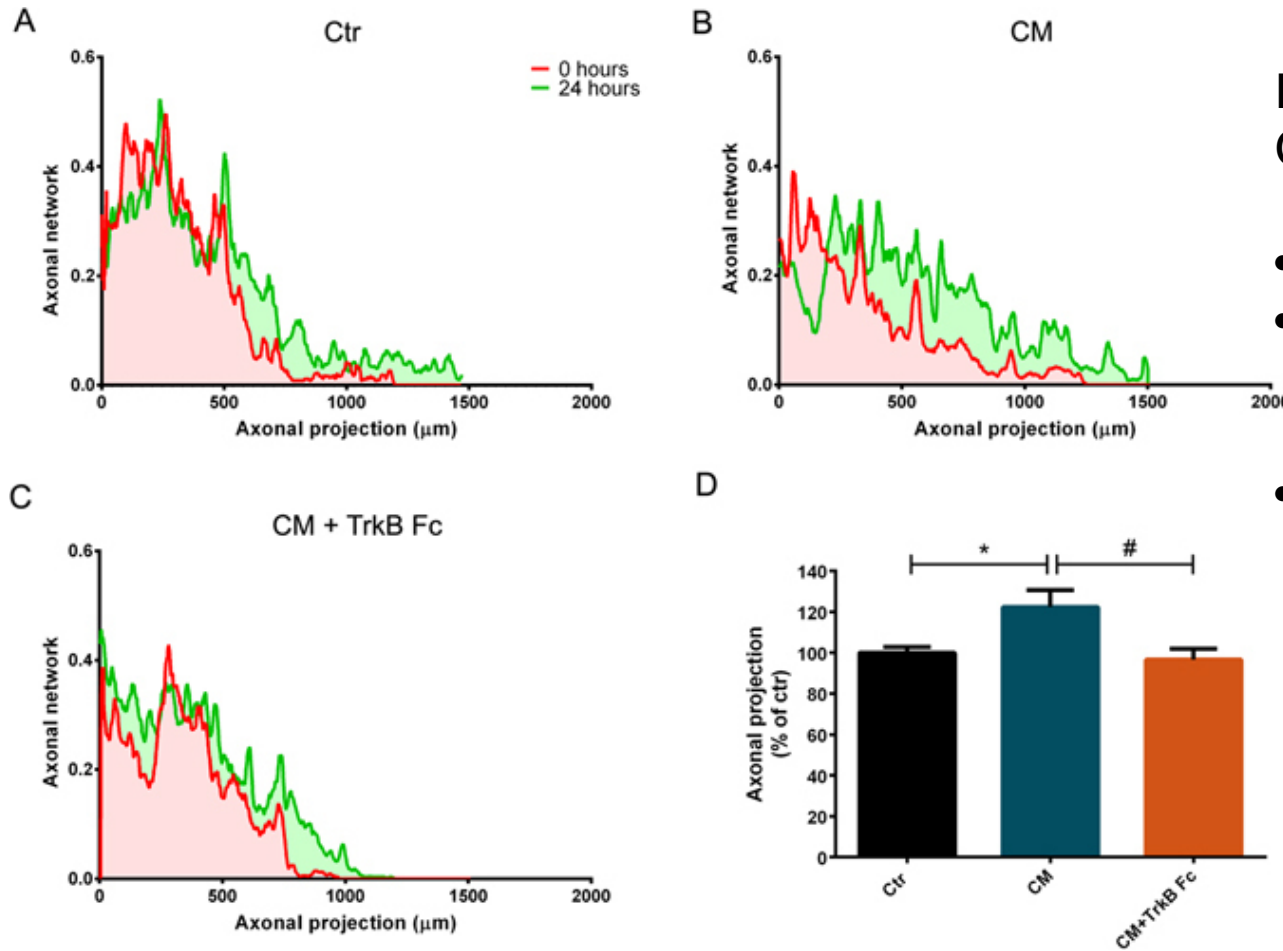 A
Ctr
0 hours
24 hours
0.6
0.4
0.2
0.0
Axonal network
0
500
1000
1500
2000
Axonal projection (μm)
B
CM
0.6
0.4
0.2
0.0
Axonal network
0
500
1000
1500
Axonal projection (μm)
C
CM + TrkB Fc
0.6
0.4
0.2
0.0
Axonal network
0
500
1000
1500
2000
Axonal projection (μm)
D
*
#
140
120
100
80
60
40
20
0
Axonal projection
(% of ctr)
Ctr
CM
CM+TrkB Fc